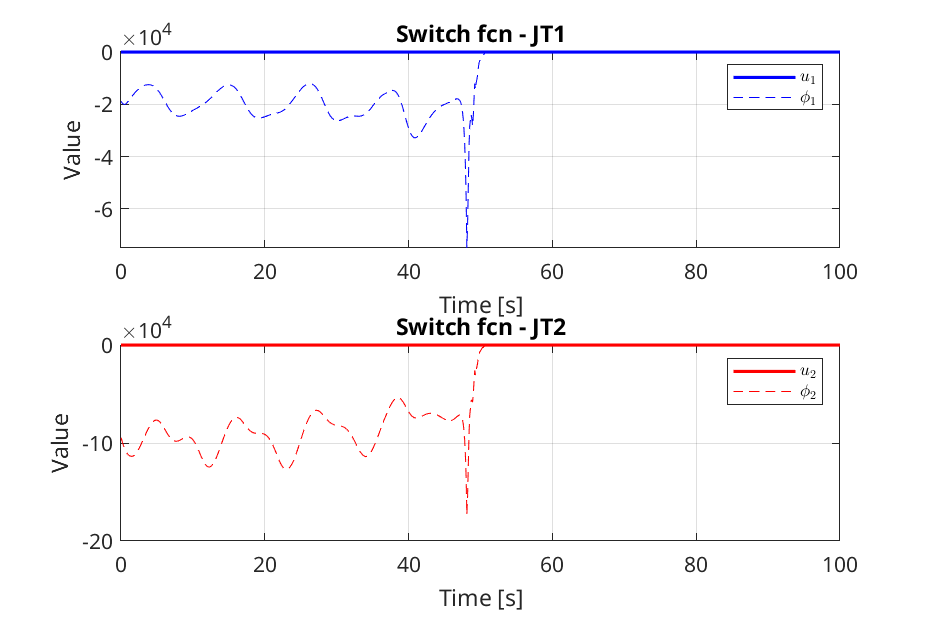 Switch fcn - JT1
×10⁴
0
-2
-4
-6
Value
u₁
ϕ₁
0 20 40 60 80 100
Time [s]
Switch fcn - JT2
×10⁴
0
-10
-20
Value
u₂
ϕ₂
0 20 40 60 80 100
Time [s]